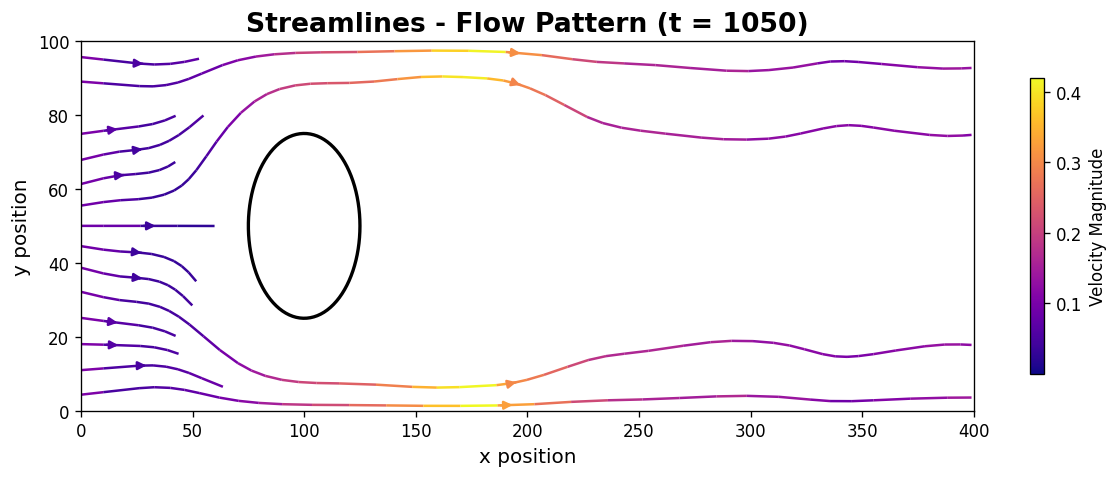 Streamlines - Flow Pattern (t = 1050)
100
80
60
40
20
0
y position
0 50 100 150 200 250 300 350 400
x position
0.4
0.3
0.2
0.1
Velocity Magnitude